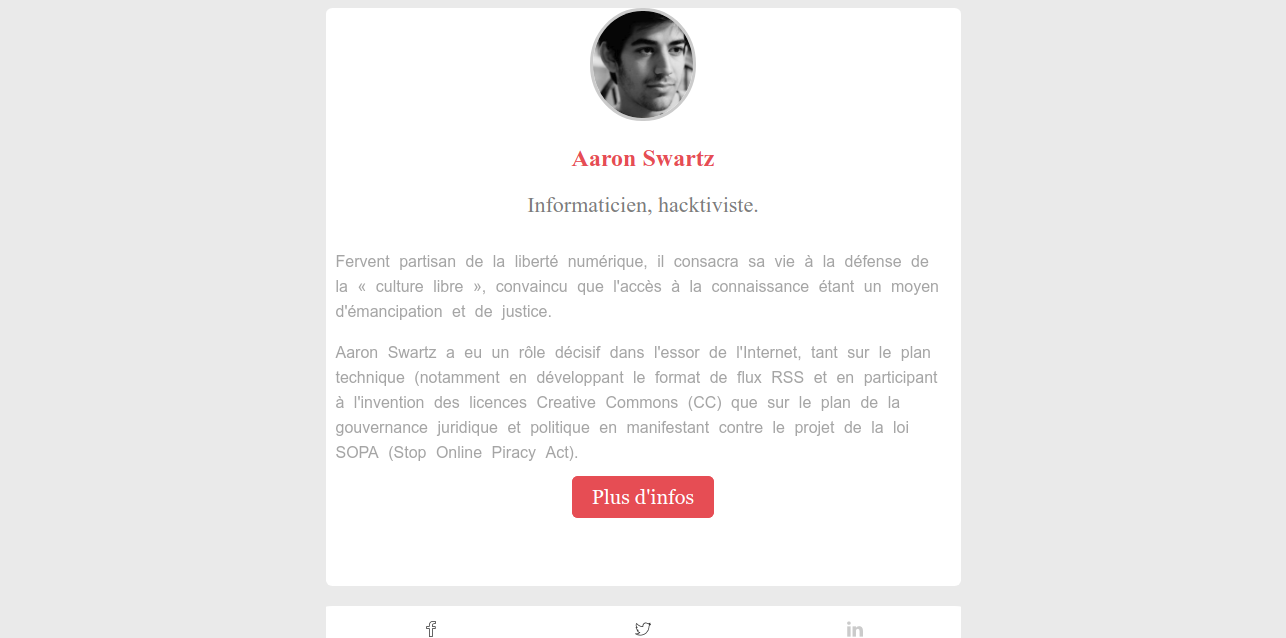 Aaron Swartz
Informaticien, hacktiviste.
Fervent partisan de la liberté numérique, il consacra sa vie à la défense de
la « culture libre », convaincu que l'accès à la connaissance étant un moyen
d'émancipation et de justice.
Aaron Swartz a eu un rôle décisif dans l'essor de l'Internet, tant sur le plan
technique (notamment en développant le format de flux RSS et en participant
à l'invention des licences Creative Commons (CC) que sur le plan de la
gouvernance juridique et politique en manifestant contre le projet de la loi
SOPA (Stop Online Piracy Act).
Plus d'infos